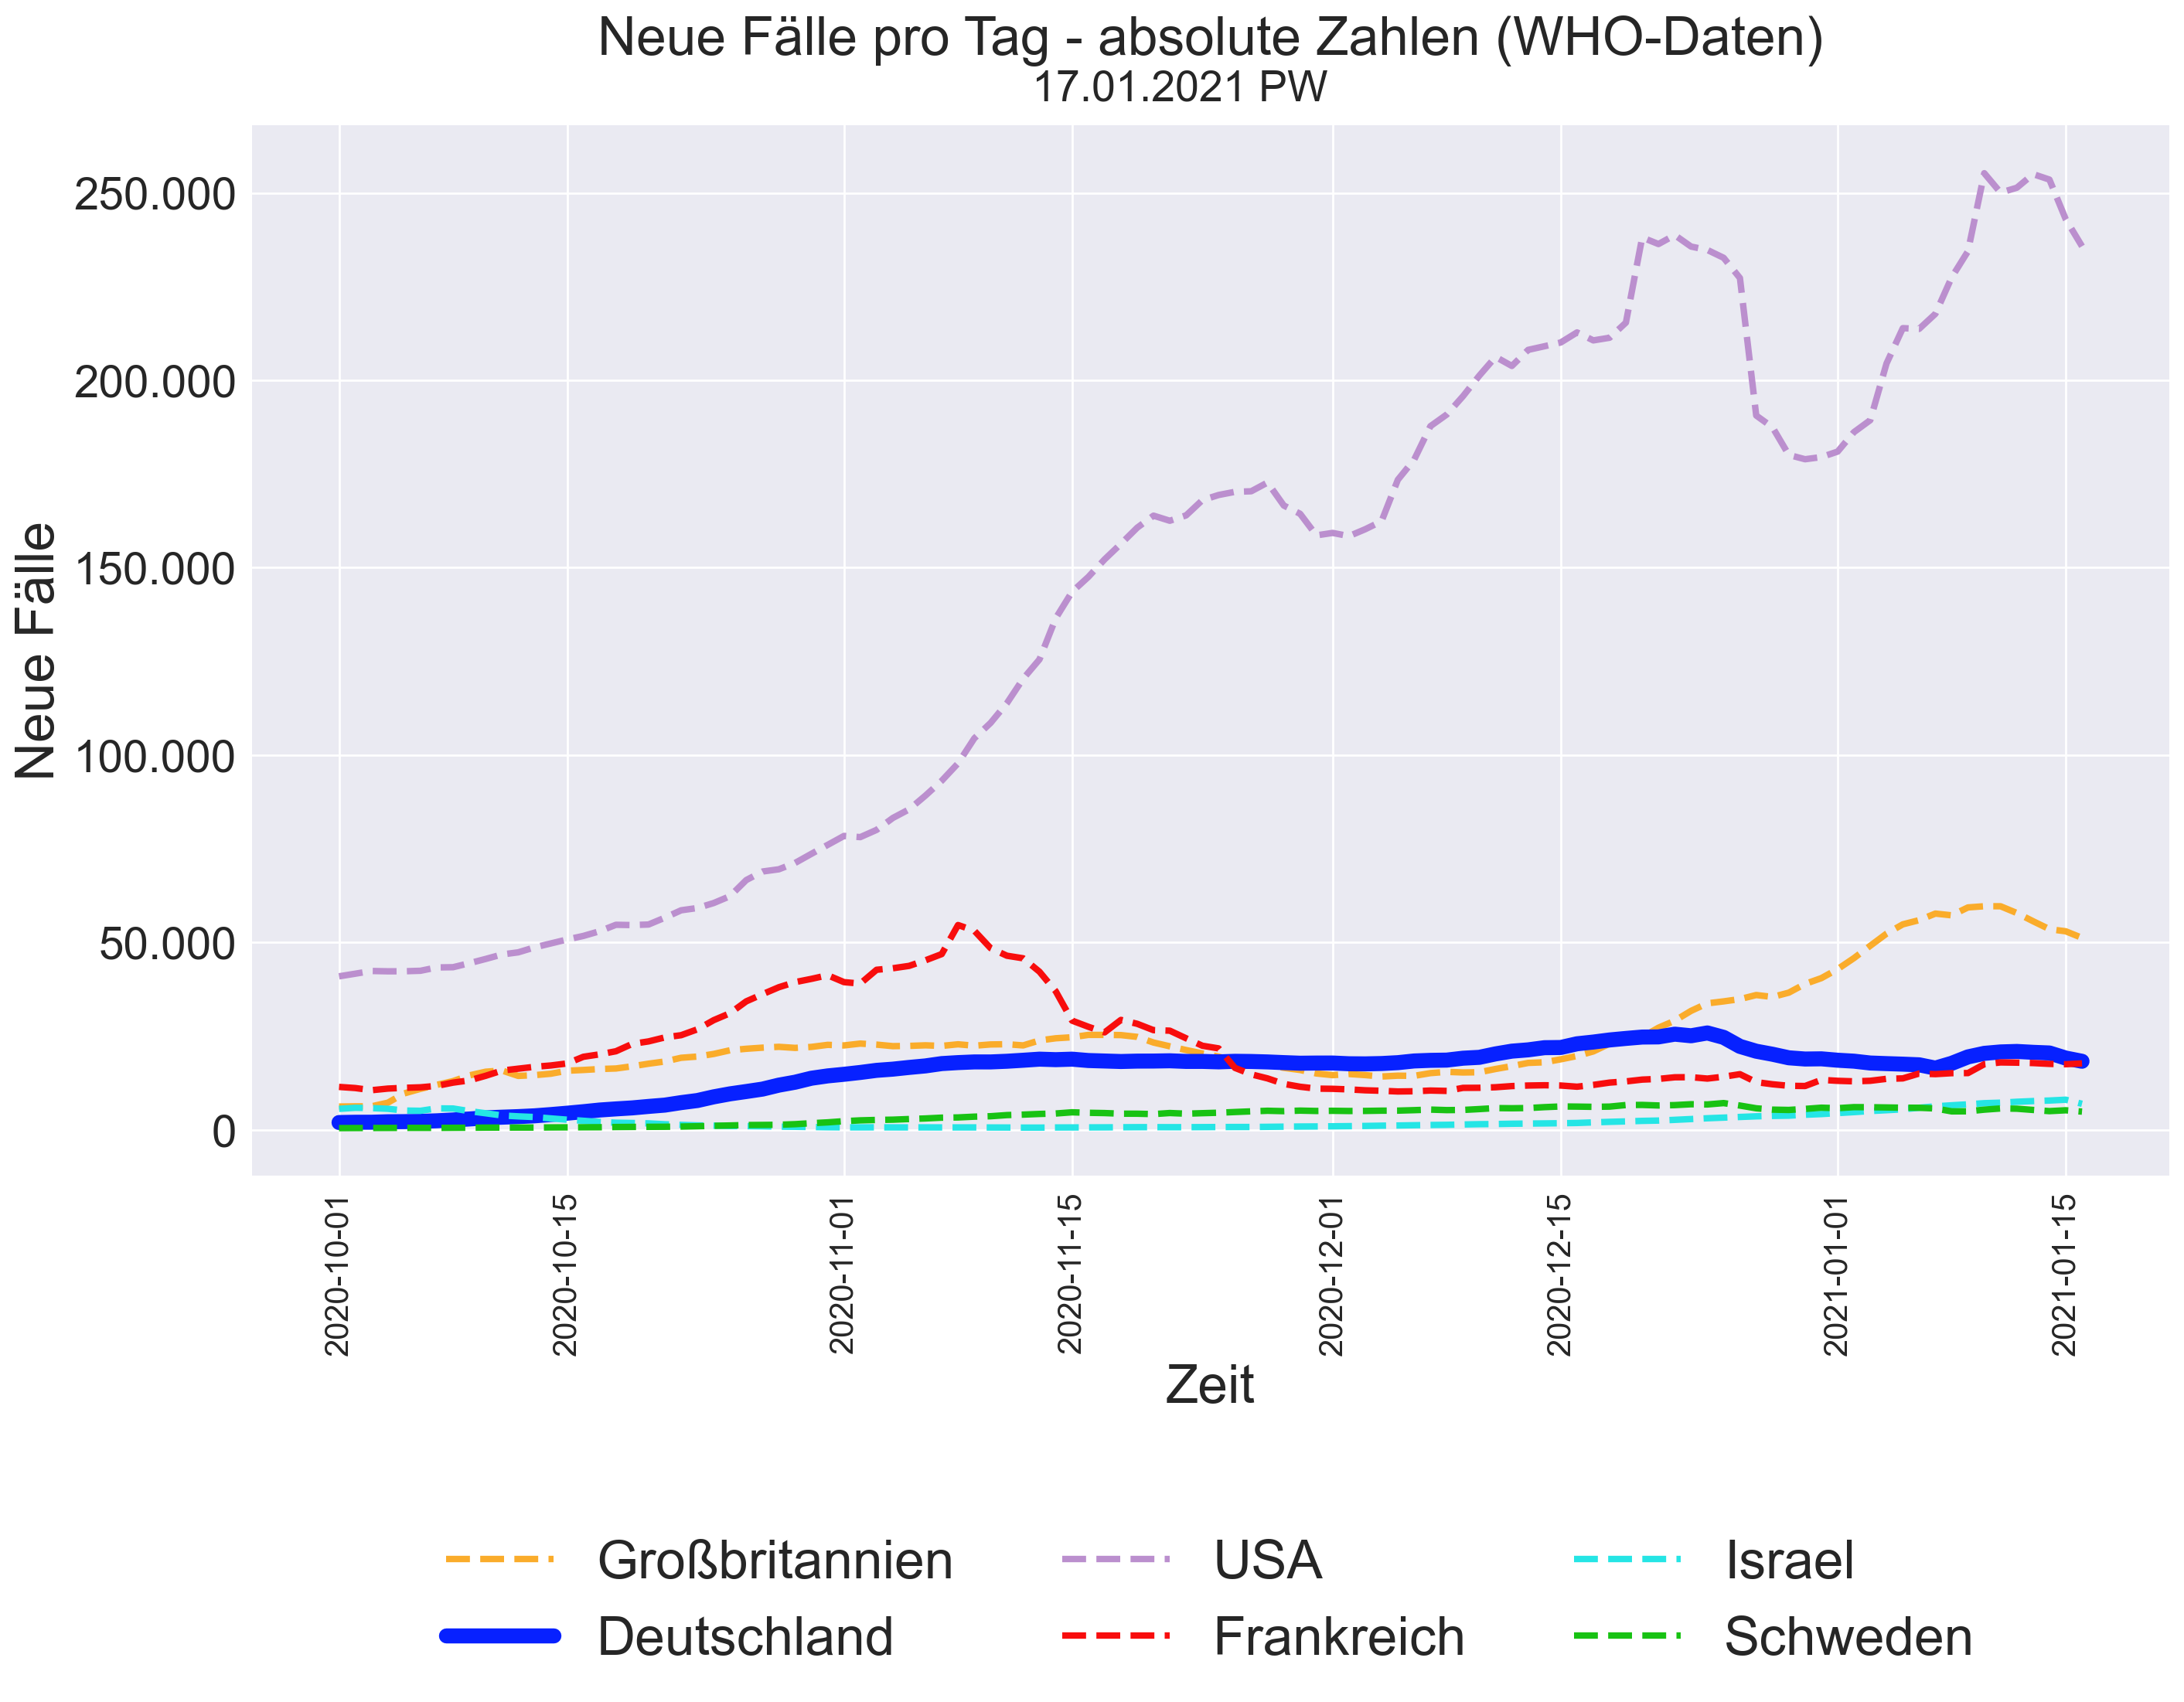 Neue Fälle pro Tag - absolute Zahlen (WHO-Daten)
17.01.2021 PW
Neue Fälle
250.000
200.000
150.000
100.000
50.000
0
2020-10-01
2020-10-15
2020-11-01
2020-11-15
2020-12-01
2020-12-15
2021-01-01
2021-01-15
Zeit
Großbritannien USA Israel
Deutschland Frankreich Schweden